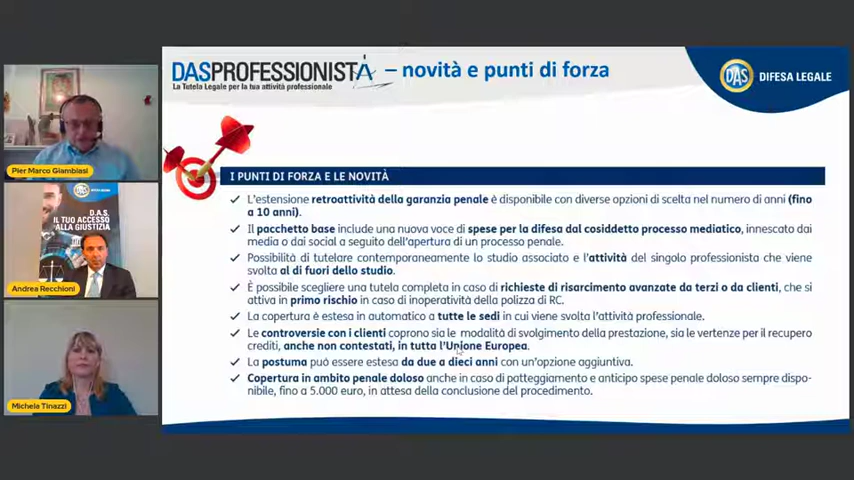 DASPROFESSIONISTA – novità e punti di forza
La Tutela Legale per la tua attività professionale
DAS DIFESA LEGALE
I PUNTI DI FORZA E LE NOVITÀ
L'estensione retroattività della garanzia penale è disponibile con diverse opzioni di scelta nel numero di anni (fino
a 10 anni).
Il pacchetto base include una nuova voce di spese per la difesa dal cosiddetto processo mediatico, innescato dai
media o dai social a seguito dell'apertura di un processo penale.
Possibilità di tutelare contemporaneamente lo studio associato e l'attività del singolo professionista che viene
svolta al di fuori dello studio.
È possibile scegliere una tutela completa in caso di richieste di risarcimento avanzate da terzi o da clienti, che si
attiva in primo rischio in caso di inoperatività della polizza di RC.
La copertura è estesa in automatico a tutte le sedi in cui viene svolta l'attività professionale.
Le controversie con i clienti coprono sia le modalità di svolgimento della prestazione, sia le vertenze per il recupero
crediti, anche non contestati, in tutta l'Unione Europea.
La postuma può essere estesa da due a dieci anni con un'opzione aggiuntiva.
Copertura in ambito penale doloso anche in caso di patteggiamento e anticipo spese penale doloso sempre dispo-
nibile, fino a 5.000 euro, in attesa della conclusione del procedimento.
Pier Marco Giambiasi
D.A.S.
IL TUO ACCESSO
ALLA GIUSTIZIA
Andrea Recchioni
Michela Tinazzi